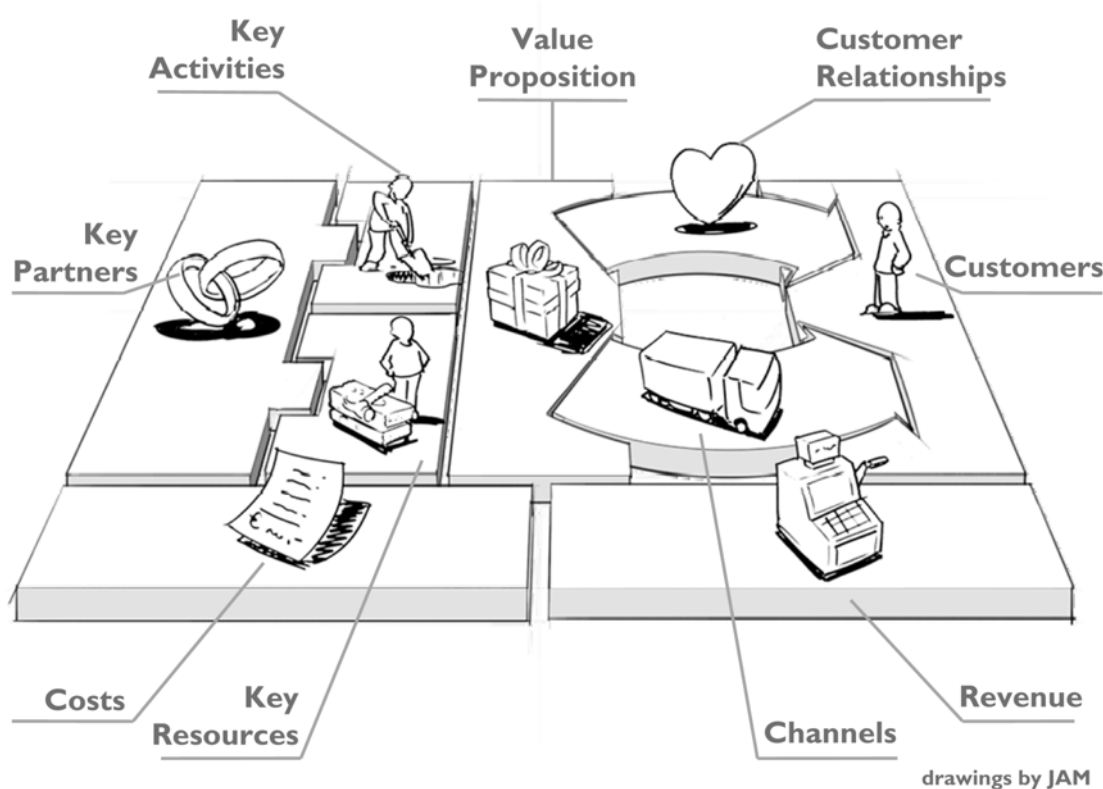 Key
Activities
Value
Proposition
Customer
Relationships
Key
Partners
Customers
Costs
Key
Resources
Channels
Revenue
drawings by JAM